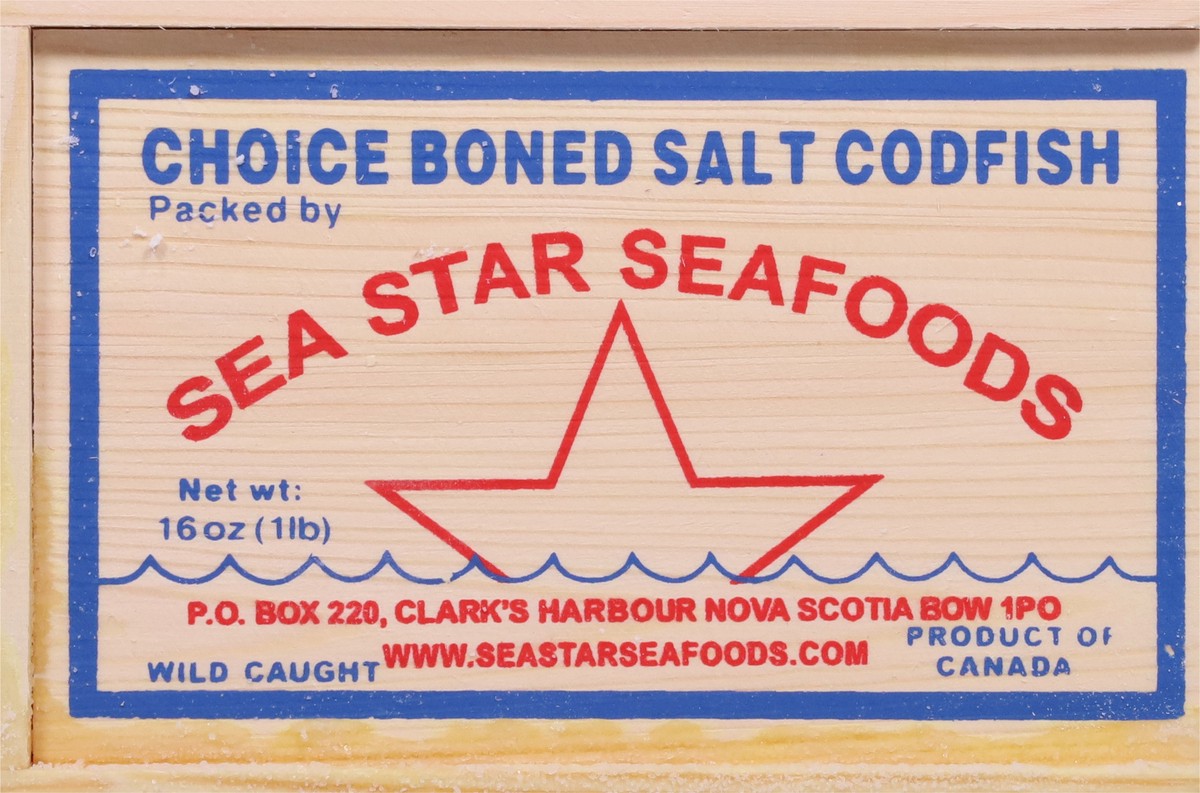 CHOICE BONED SALT CODFISH
Packed by
SEA STAR SEAFOODS
Net wt:
16 oz (1lb)
P.O. BOX 220, CLARK'S HARBOUR NOVA SCOTIA BOW 1PO
WWW.SEASTARSEAFOODS.COM
PRODUCT OF
CANADA
WILD CAUGHT